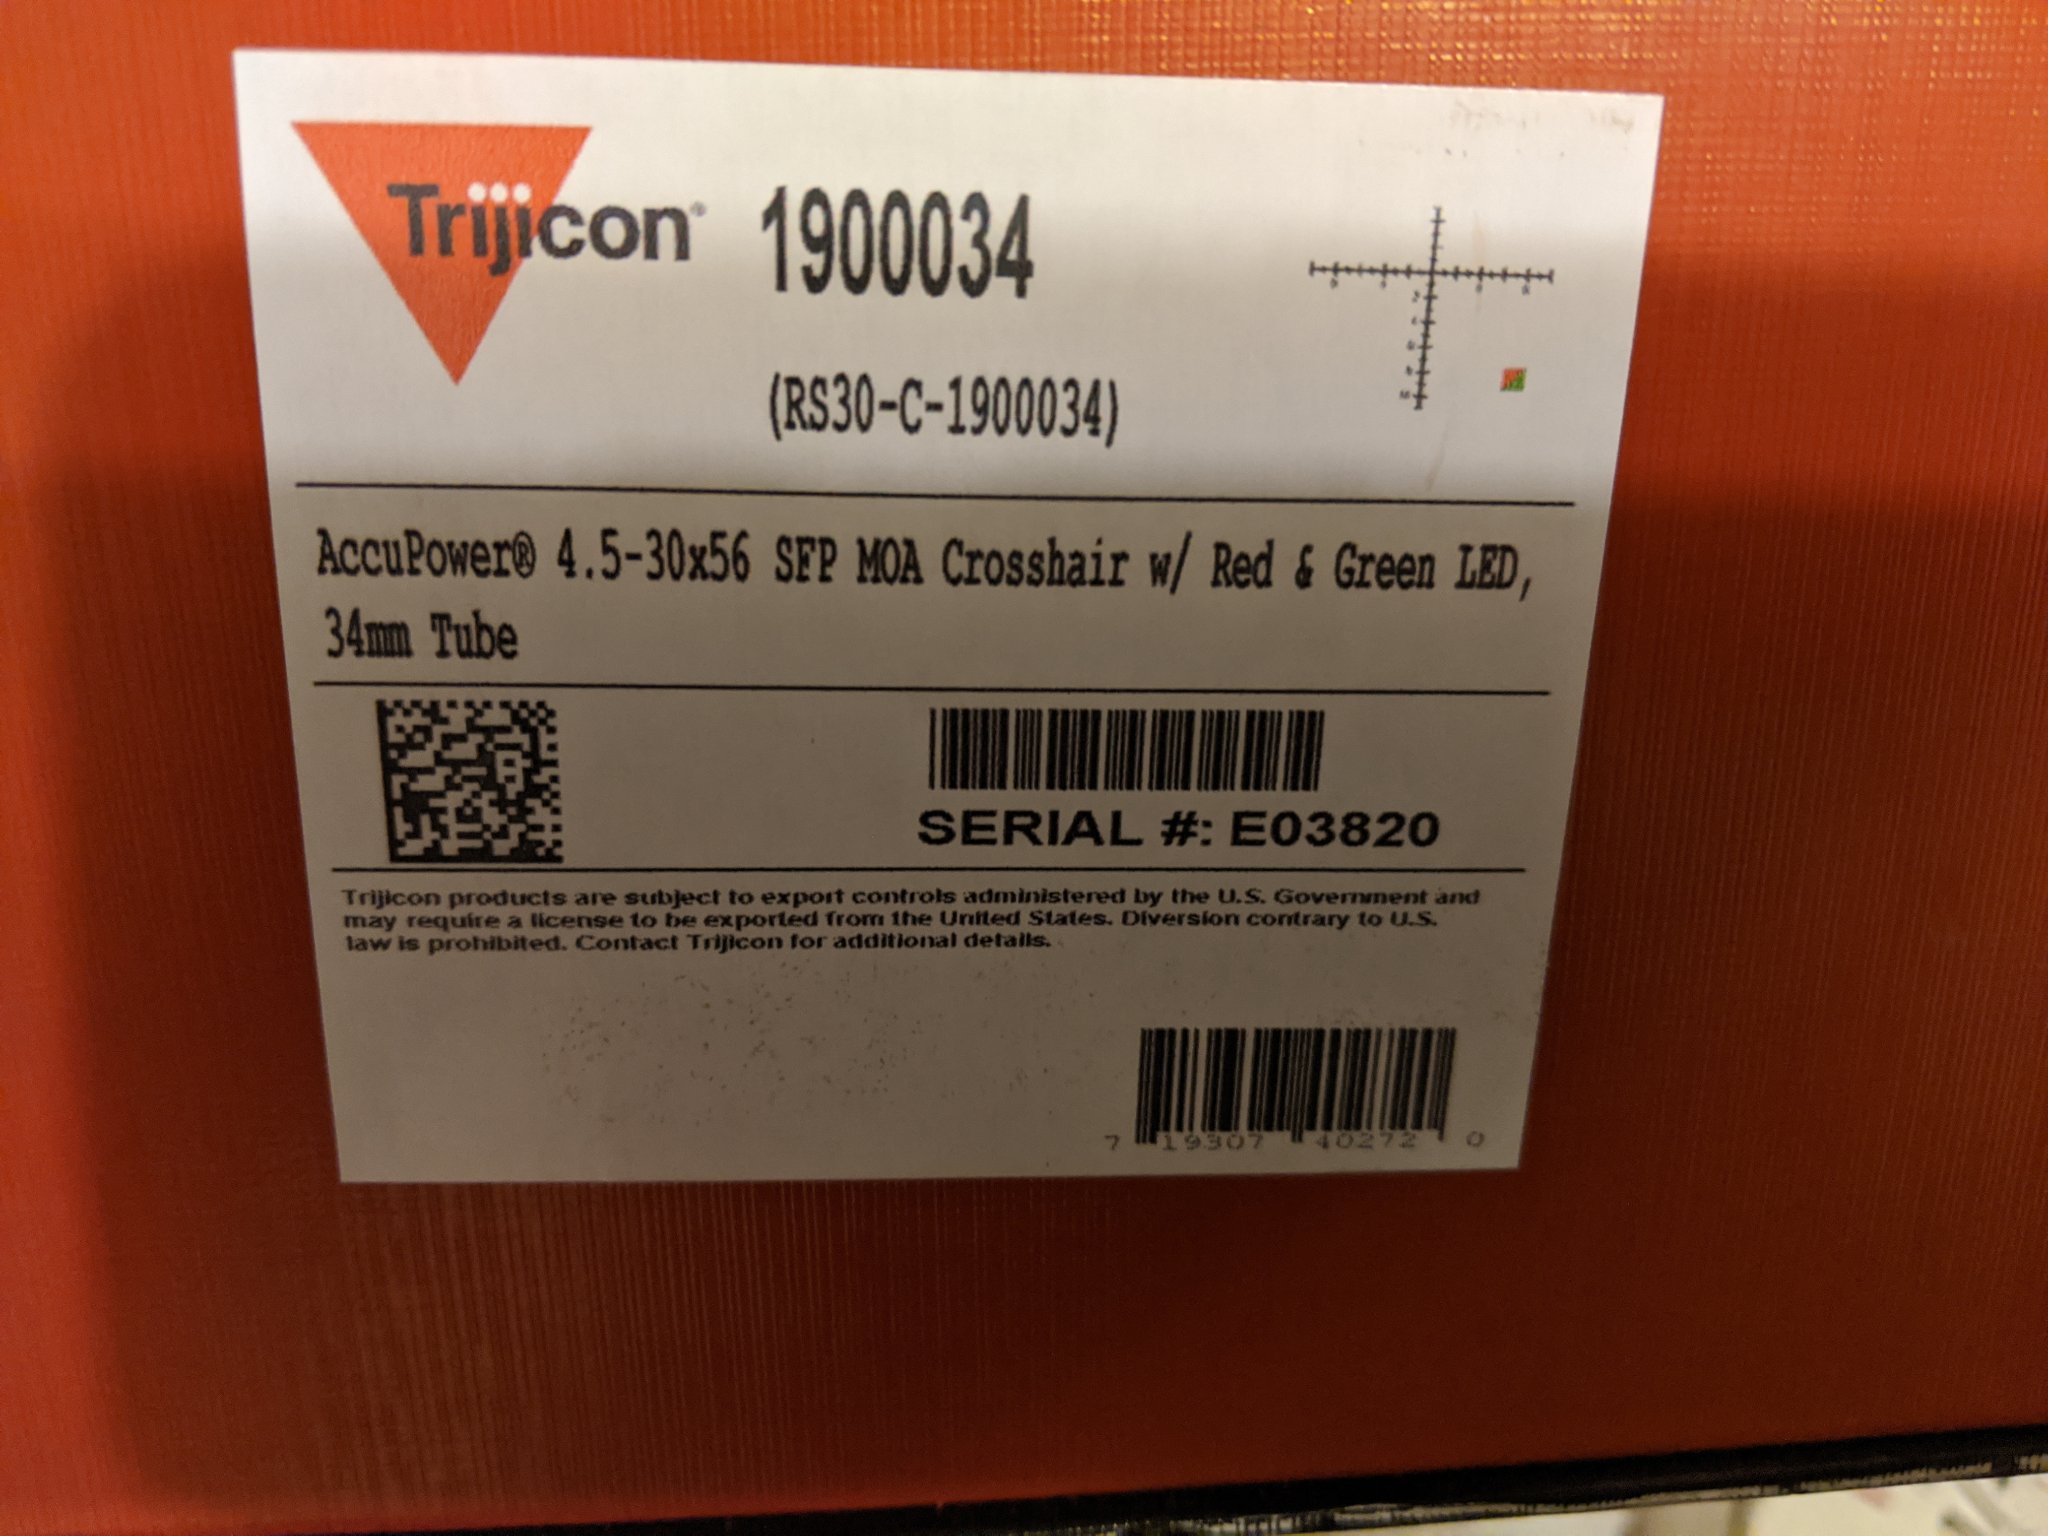 Trijicon®
1900034
(RS30-C-1900034)
AccuPower® 4.5-30x56 SFP MOA Crosshair w/ Red & Green LED,
34mm Tube
SERIAL #: E03820
Trijicon products are subject to export controls administered by the U.S. Government and
may require a license to be exported from the United States. Diversion contrary to U.S.
law is prohibited. Contact Trijicon for additional details.
7 19307 40272 0